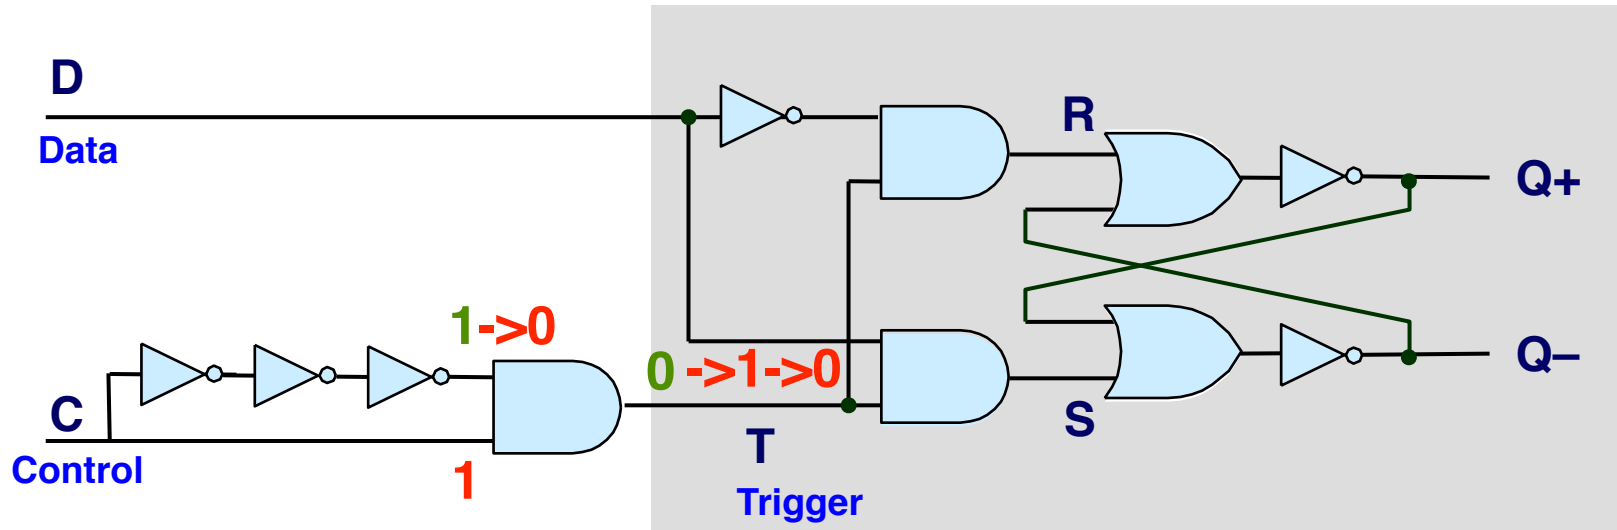 D
Data
R
Q+
1->0
0 ->1->0
C
Control
1
T
Trigger
S
Q–